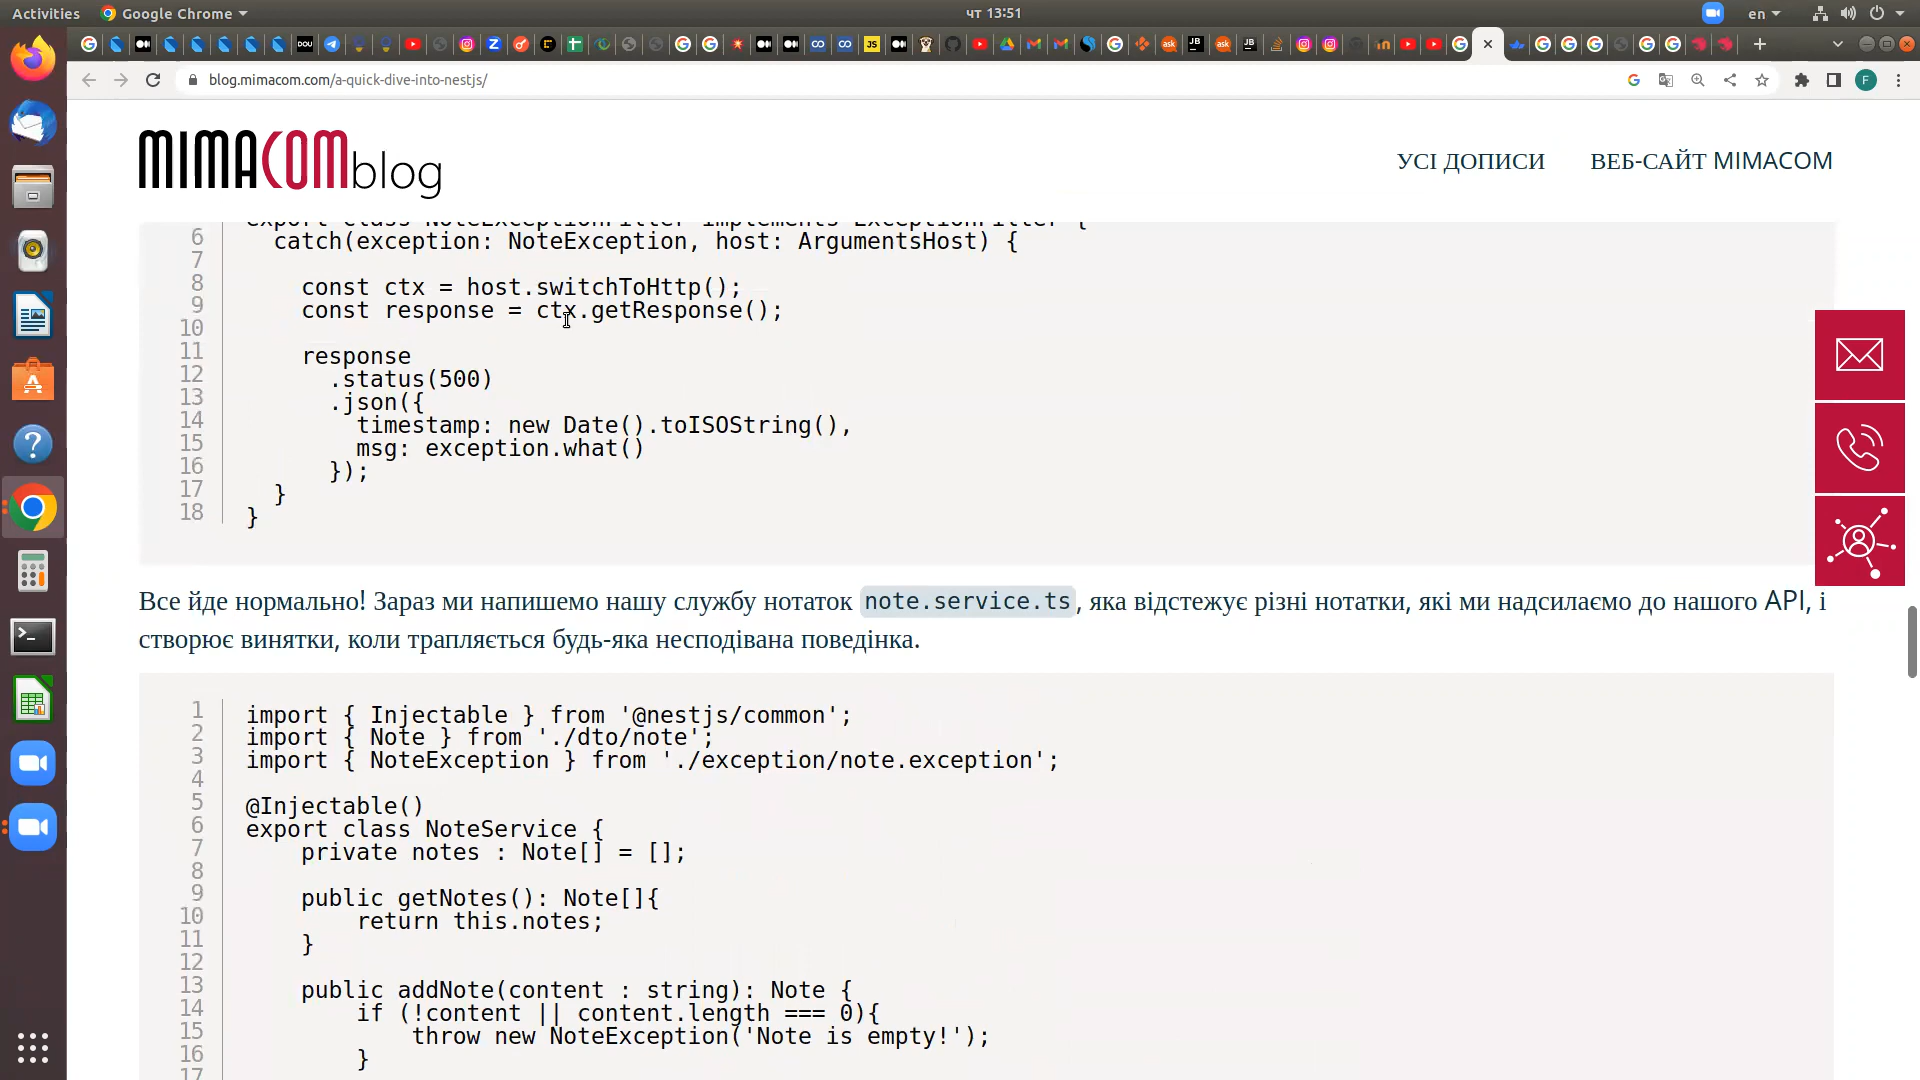 Activities
Google Chrome
чт 13:51
en
blog.mimacom.com/a-quick-dive-into-nestjs/
MIMACOM blog
УСІ ДОПИСИ
ВЕБ-САЙТ MIMACOM
export class NoteExceptionFilter implements ExceptionFilter {
6 catch(exception: NoteException, host: ArgumentsHost) {
7
8 const ctx = host.switchToHttp();
9 const response = ctx.getResponse();
10
11 response
12 .status(500)
13 .json({
14 timestamp: new Date().toISOString(),
15 msg: exception.what()
16 });
17 }
18 }
Все йде нормально! Зараз ми напишемо нашу службу нотаток note.service.ts, яка відстежує різні нотатки, які ми надсилаємо до нашого API, і
створює винятки, коли трапляється будь-яка несподівана поведінка.
1 import { Injectable } from '@nestjs/common';
2 import { Note } from './dto/note';
3 import { NoteException } from './exception/note.exception';
4
5 @Injectable()
6 export class NoteService {
7 private notes : Note[] = [];
8
9 public getNotes(): Note[]{
10 return this.notes;
11 }
12
13 public addNote(content : string): Note {
14 if (!content || content.length === 0){
15 throw new NoteException('Note is empty!');
16 }
17